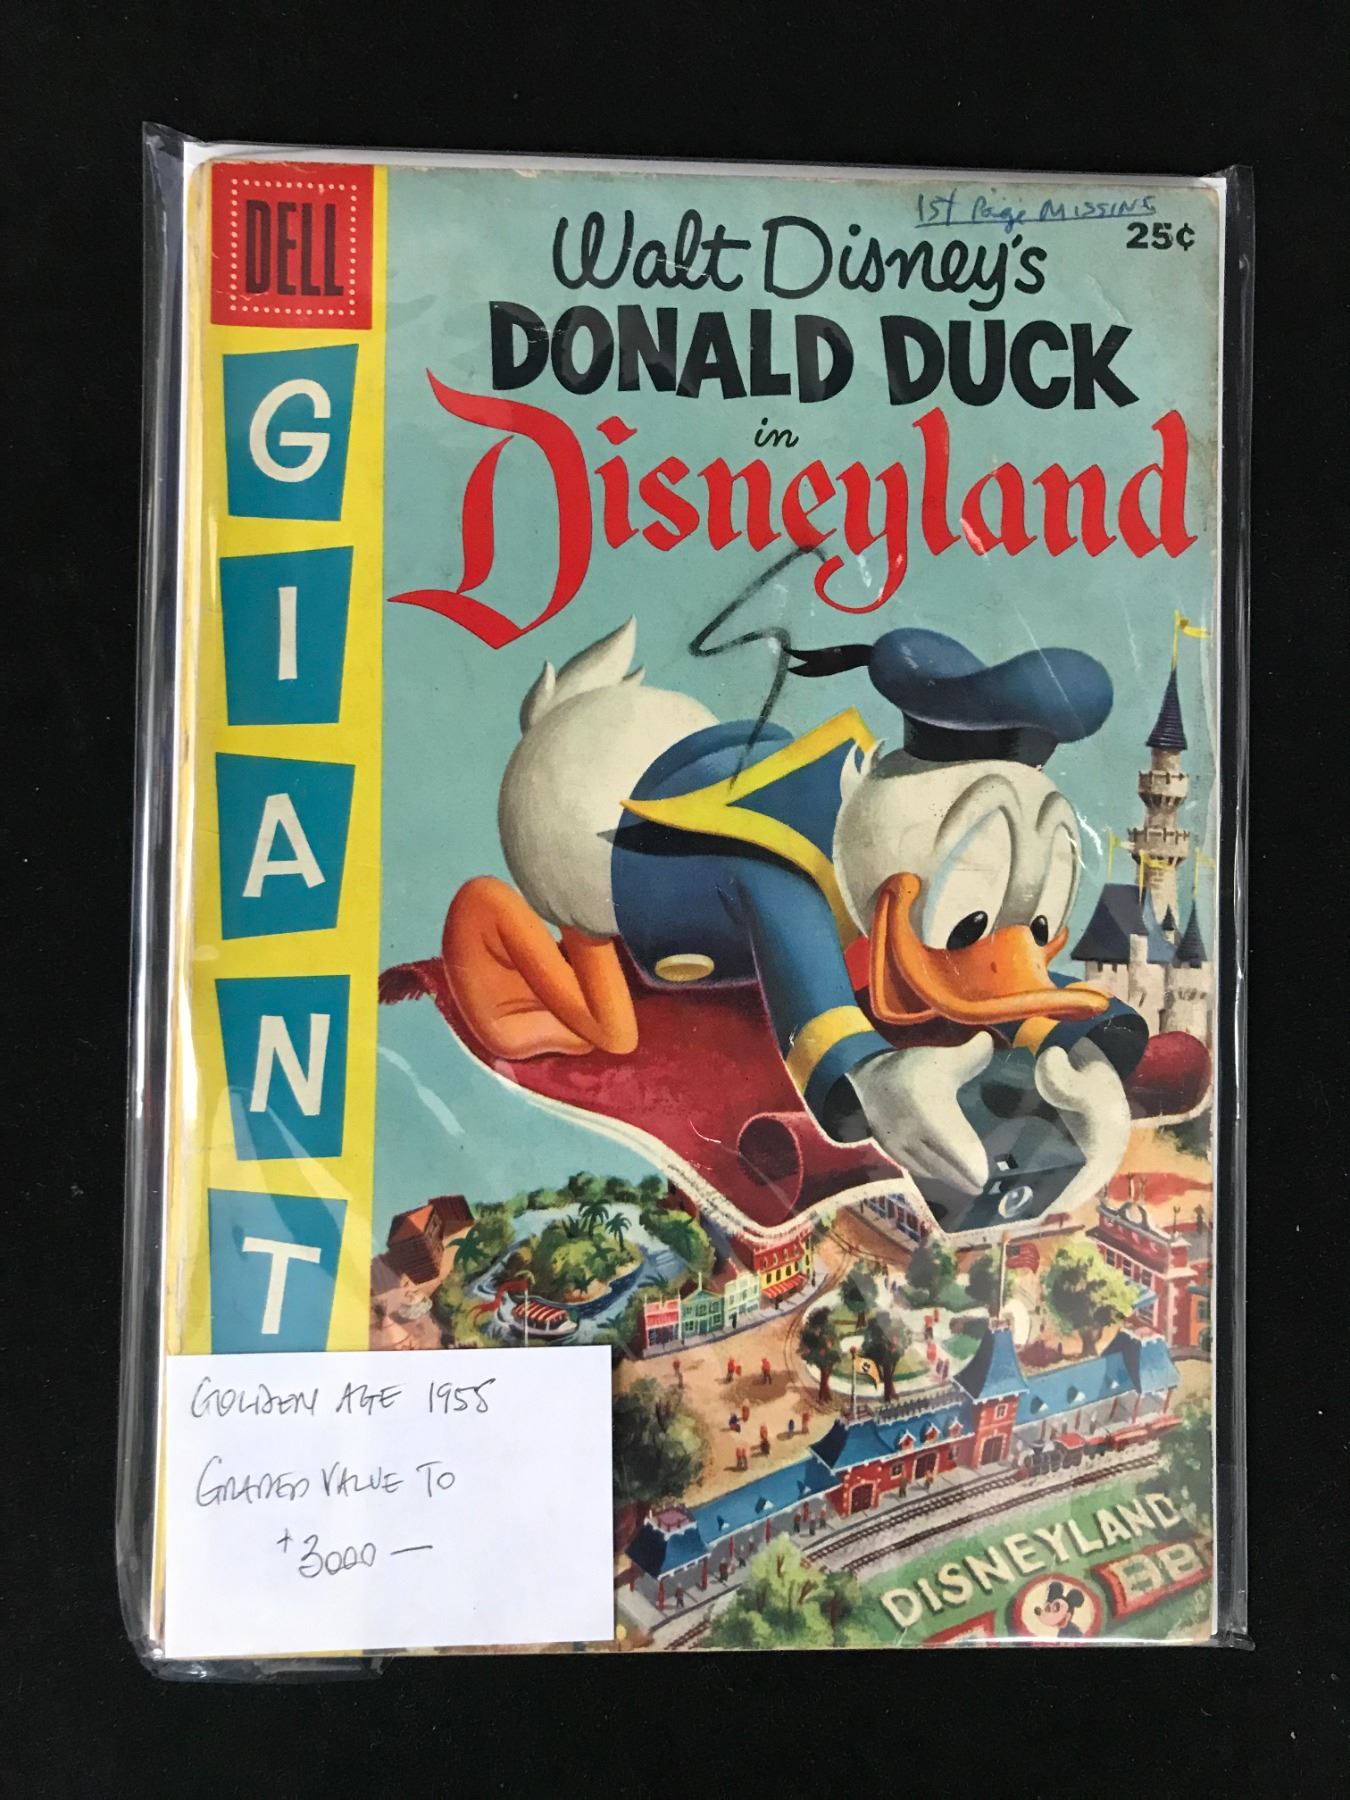 DELL
GIANT
1st Page MISSING
25¢
Walt Disney's
DONALD DUCK
in
Disneyland
DISNEYLAND
GOLDEN AGE 1955
GRADED VALUE TO
+3000—